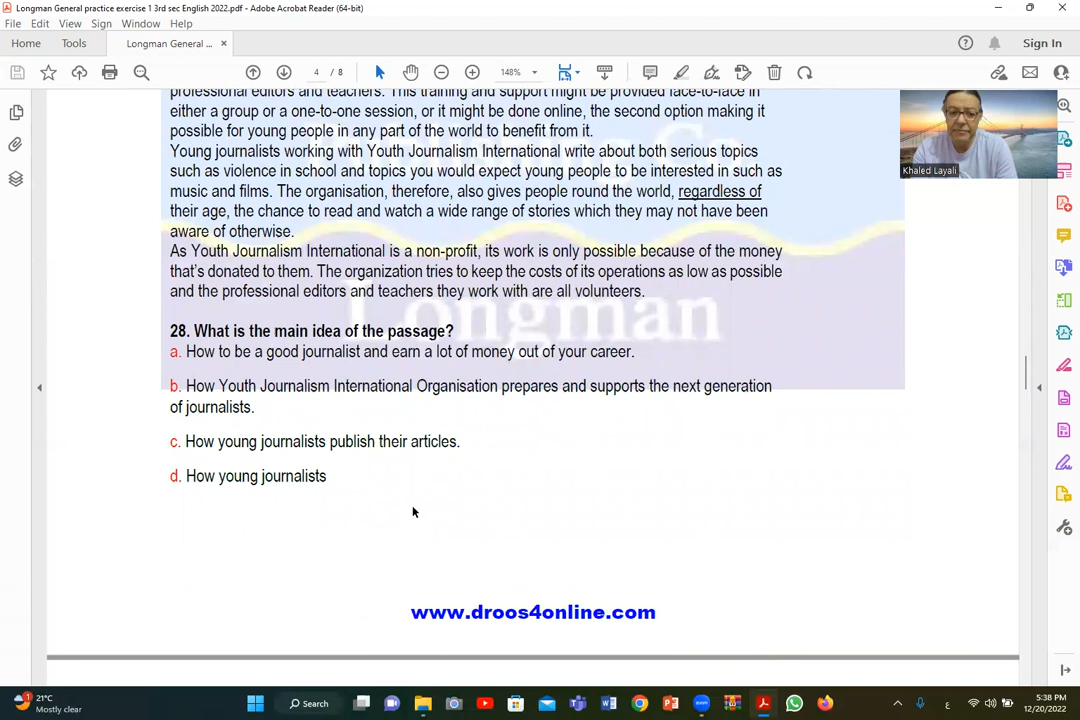 Longman General practice exercise 1 3rd sec English 2022.pdf - Adobe Acrobat Reader (64-bit)
File Edit View Sign Window Help
Home Tools Longman General ... × Sign In
4 / 8 148%
professional editors and teachers. This training and support might be provided face-to-face in
either a group or a one-to-one session, or it might be done online, the second option making it
possible for young people in any part of the world to benefit from it.
Young journalists working with Youth Journalism International write about both serious topics
such as violence in school and topics you would expect young people to be interested in such as
music and films. The organisation, therefore, also gives people round the world, regardless of
their age, the chance to read and watch a wide range of stories which they may not have been
aware of otherwise.
As Youth Journalism International is a non-profit, its work is only possible because of the money
that's donated to them. The organization tries to keep the costs of its operations as low as possible
and the professional editors and teachers they work with are all volunteers.
Longman
28. What is the main idea of the passage?
a. How to be a good journalist and earn a lot of money out of your career.
b. How Youth Journalism International Organisation prepares and supports the next generation
of journalists.
c. How young journalists publish their articles.
d. How young journalists
www.droos4online.com
Khaled Layali
1
21°C
Mostly clear
Search
ع
5:38 PM
12/20/2022